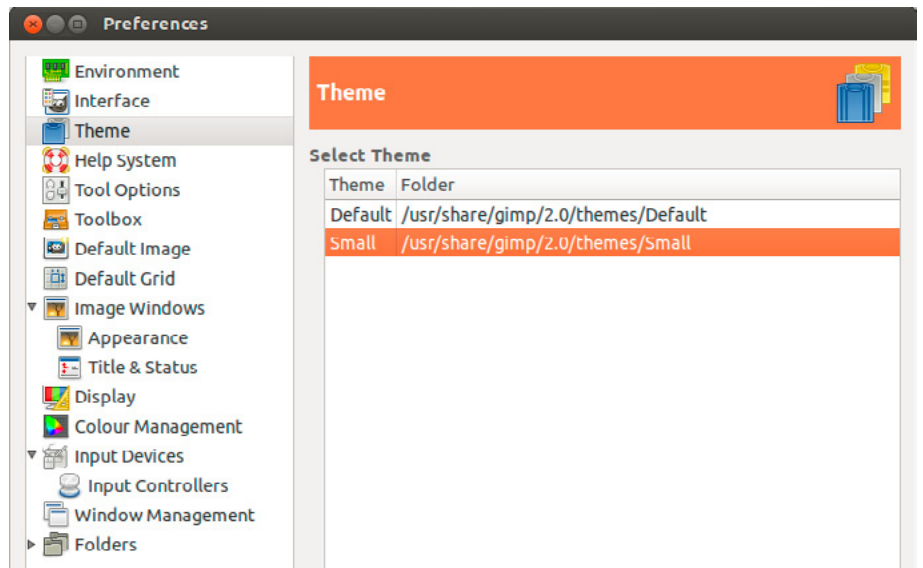 Preferences
Environment
Interface
Theme
Help System
Tool Options
Toolbox
Default Image
Default Grid
Image Windows
Appearance
Title & Status
Display
Colour Management
Input Devices
Input Controllers
Window Management
Folders
Theme
Select Theme
Theme Folder
Default /usr/share/gimp/2.0/themes/Default
Small /usr/share/gimp/2.0/themes/Small